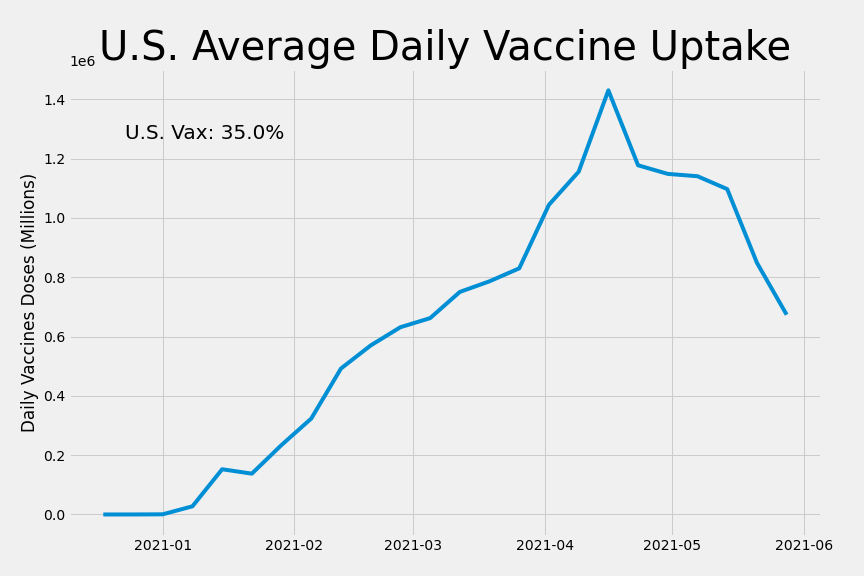 U.S. Average Daily Vaccine Uptake
1e6
1.4
U.S. Vax: 35.0%
1.2
1.0
0.8
0.6
0.4
0.2
0.0
Daily Vaccines Doses (Millions)
2021-01 2021-02 2021-03 2021-04 2021-05 2021-06